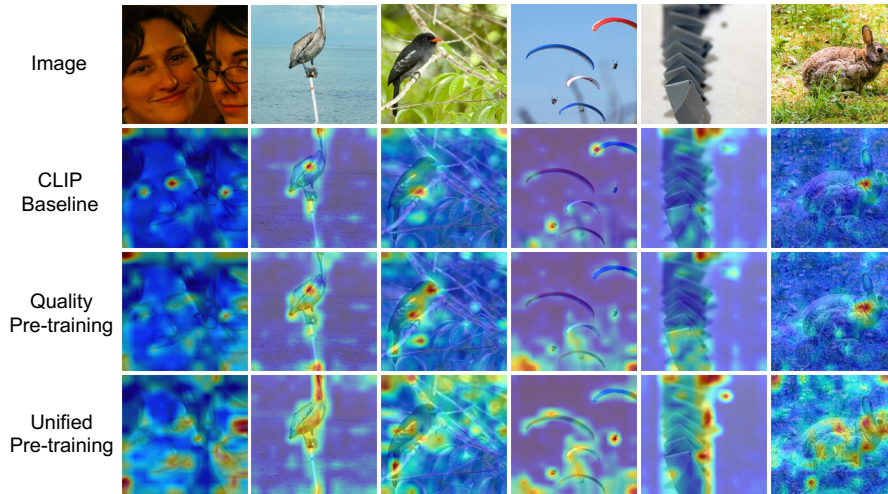 Image
CLIP
Baseline
Quality
Pre-training
Unified
Pre-training